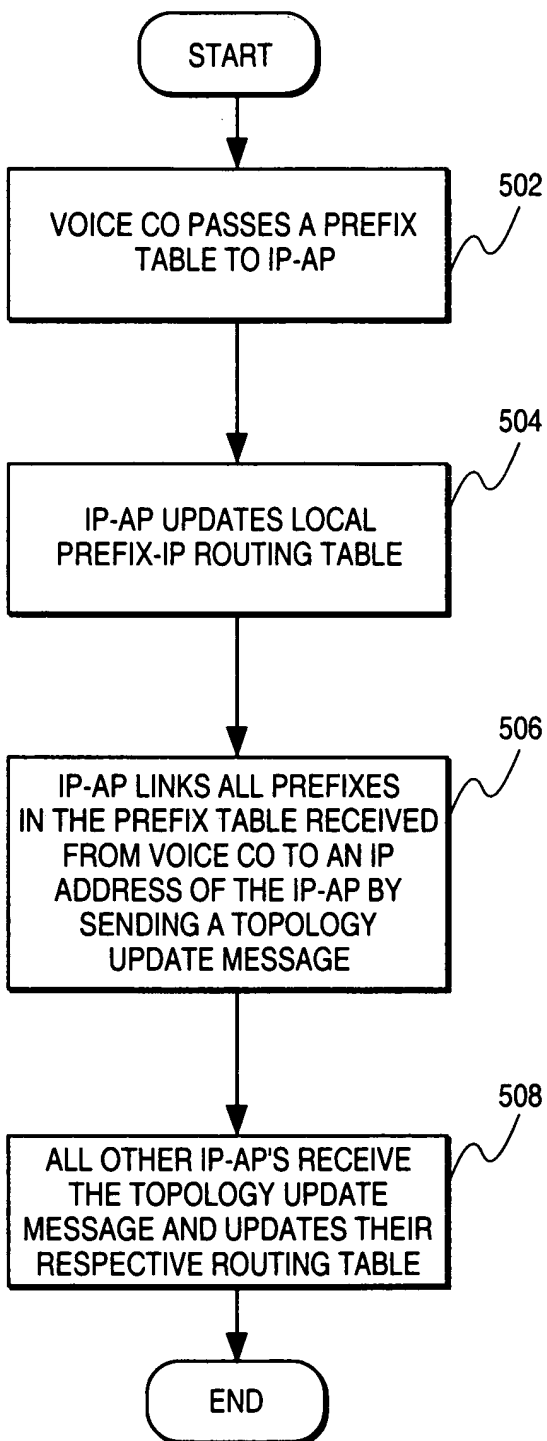 START
502
VOICE CO PASSES A PREFIX
TABLE TO IP-AP
504
IP-AP UPDATES LOCAL
PREFIX-IP ROUTING TABLE
506
IP-AP LINKS ALL PREFIXES
IN THE PREFIX TABLE RECEIVED
FROM VOICE CO TO AN IP
ADDRESS OF THE IP-AP BY
SENDING A TOPOLOGY
UPDATE MESSAGE
508
ALL OTHER IP-AP'S RECEIVE
THE TOPOLOGY UPDATE
MESSAGE AND UPDATES THEIR
RESPECTIVE ROUTING TABLE
END